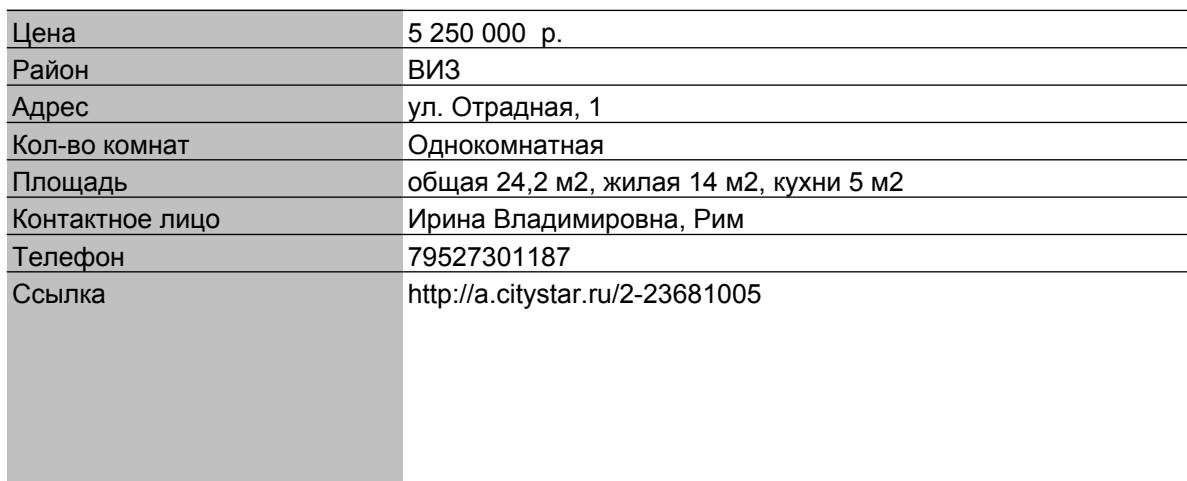 Цена 5 250 000 р.
Район ВИЗ
Адрес ул. Отрадная, 1
Кол-во комнат Однокомнатная
Площадь общая 24,2 м2, жилая 14 м2, кухни 5 м2
Контактное лицо Ирина Владимировна, Рим
Телефон 79527301187
Ссылка http://a.citystar.ru/2-23681005